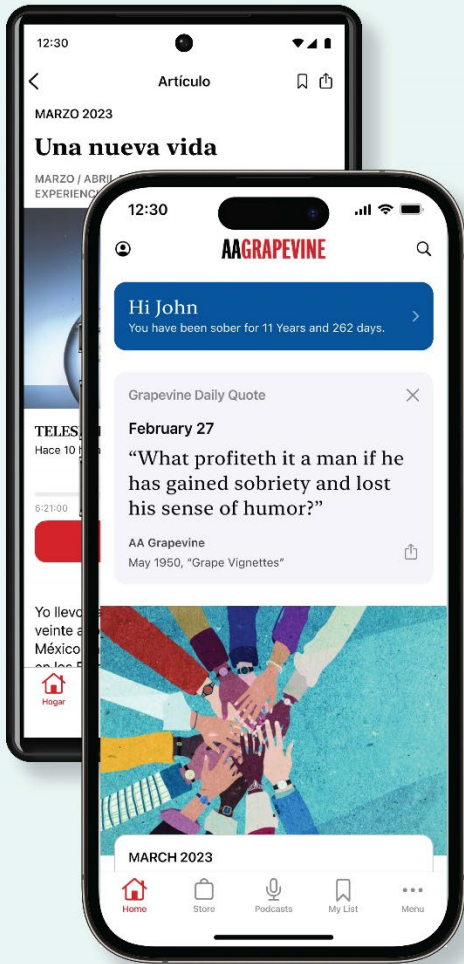 12:30
Artículo
MARZO 2023
Una nueva vida
MARZO / ABRIL
TELES
Hace 10
6:21:00
Yo llevo
veinte a
México
en los
Hogar
12:30
AAGRAPEVINE
Hi John
You have been sober for 11 Years and 262 days.
Grapevine Daily Quote
February 27
“What profiteth it a man if he
has gained sobriety and lost
his sense of humor?”
AA Grapevine
May 1950, “Grape Vignettes”
MARCH 2023
Home
Store
Podcasts
My List
Menu